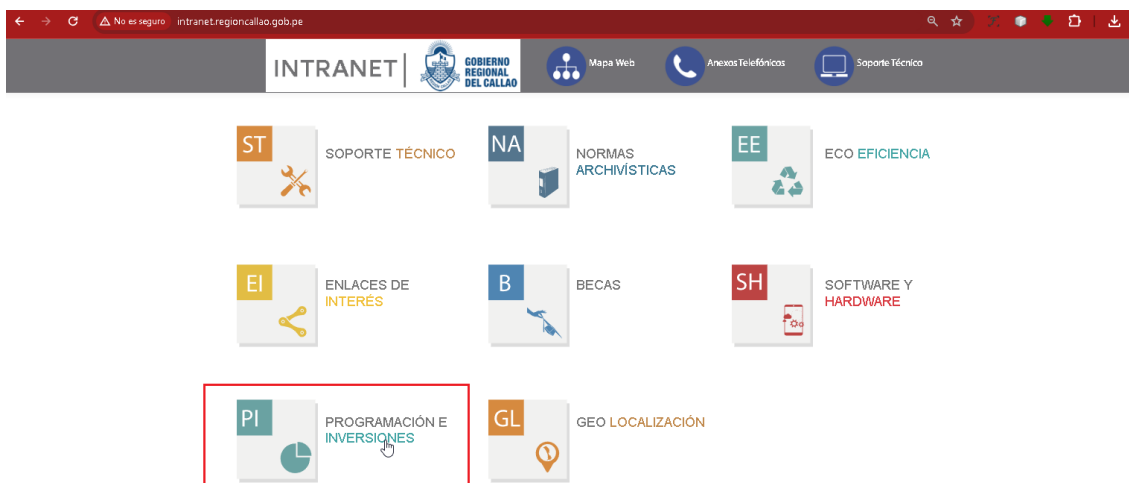 No es seguro intranet.regioncallao.gob.pe
INTRANET
GOBIERNO
REGIONAL
DEL CALLAO
Mapa Web
Anexos Telefónicos
Soporte Técnico
ST
SOPORTE TÉCNICO
NA
NORMAS
ARCHIVÍSTICAS
EE
ECO EFICIENCIA
EI
ENLACES DE
INTERÉS
B
BECAS
SH
SOFTWARE Y
HARDWARE
PI
PROGRAMACIÓN E
INVERSIONES
GL
GEO LOCALIZACIÓN